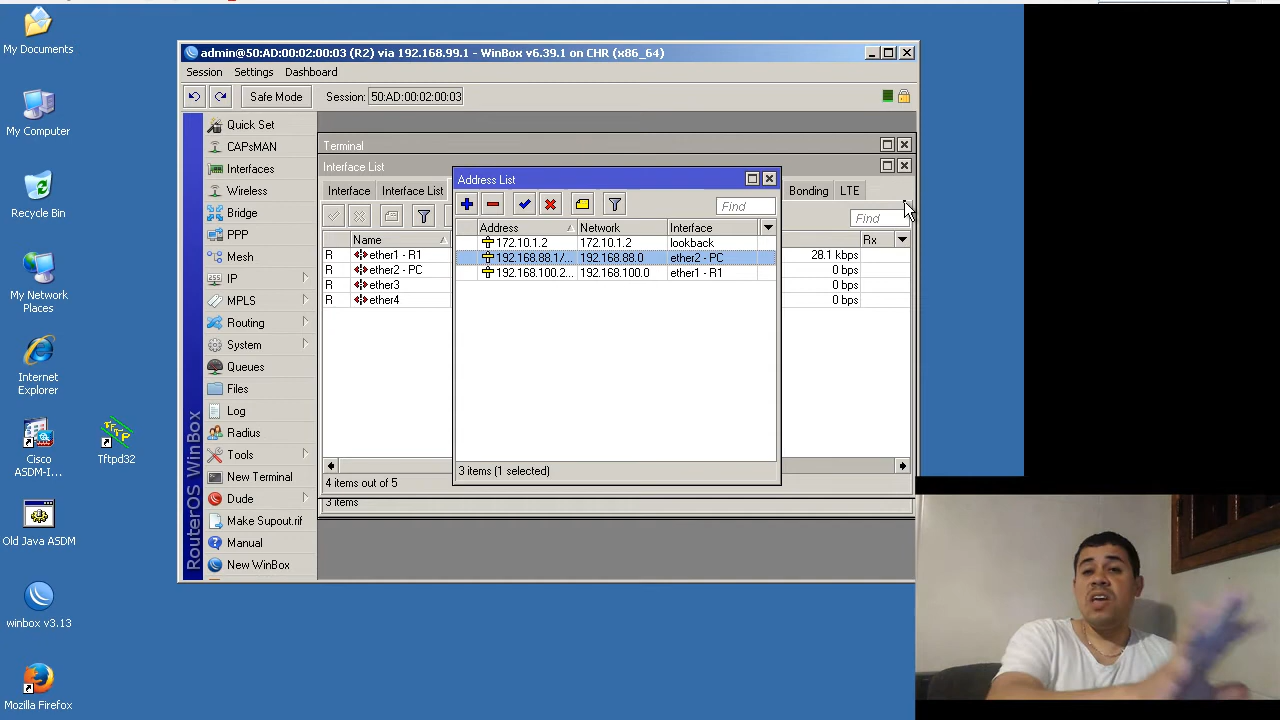 My Documents
My Computer
Recycle Bin
My Network
Places
Internet
Explorer
Cisco
ASDM-I...
Tftpd32
Old Java ASDM
winbox v3.13
Mozilla Firefox
admin@50:AD:00:02:00:03 (R2) via 192.168.99.1 - WinBox v6.39.1 on CHR (x86_64)
Session Settings Dashboard
Safe Mode Session: 50:AD:00:02:00:03
RouterOS WinBox
Quick Set
CAPsMAN
Interfaces
Wireless
Bridge
PPP
Mesh
IP
MPLS
Routing
System
Queues
Files
Log
Radius
Tools
New Terminal
Dude
Make Supout.rif
Manual
New WinBox
Terminal
Interface List
Interface Interface List Bonding LTE
Find
Name Rx
R ether1 - R1 28.1 kbps
R ether2 - PC 0 bps
R ether3 0 bps
R ether4 0 bps
4 items out of 5
3 items
Address List
Find
Address Network Interface
172.10.1.2 172.10.1.2 lookback
192.168.88.1/... 192.168.88.0 ether2 - PC
192.168.100.2... 192.168.100.0 ether1 - R1
3 items (1 selected)
TFTP